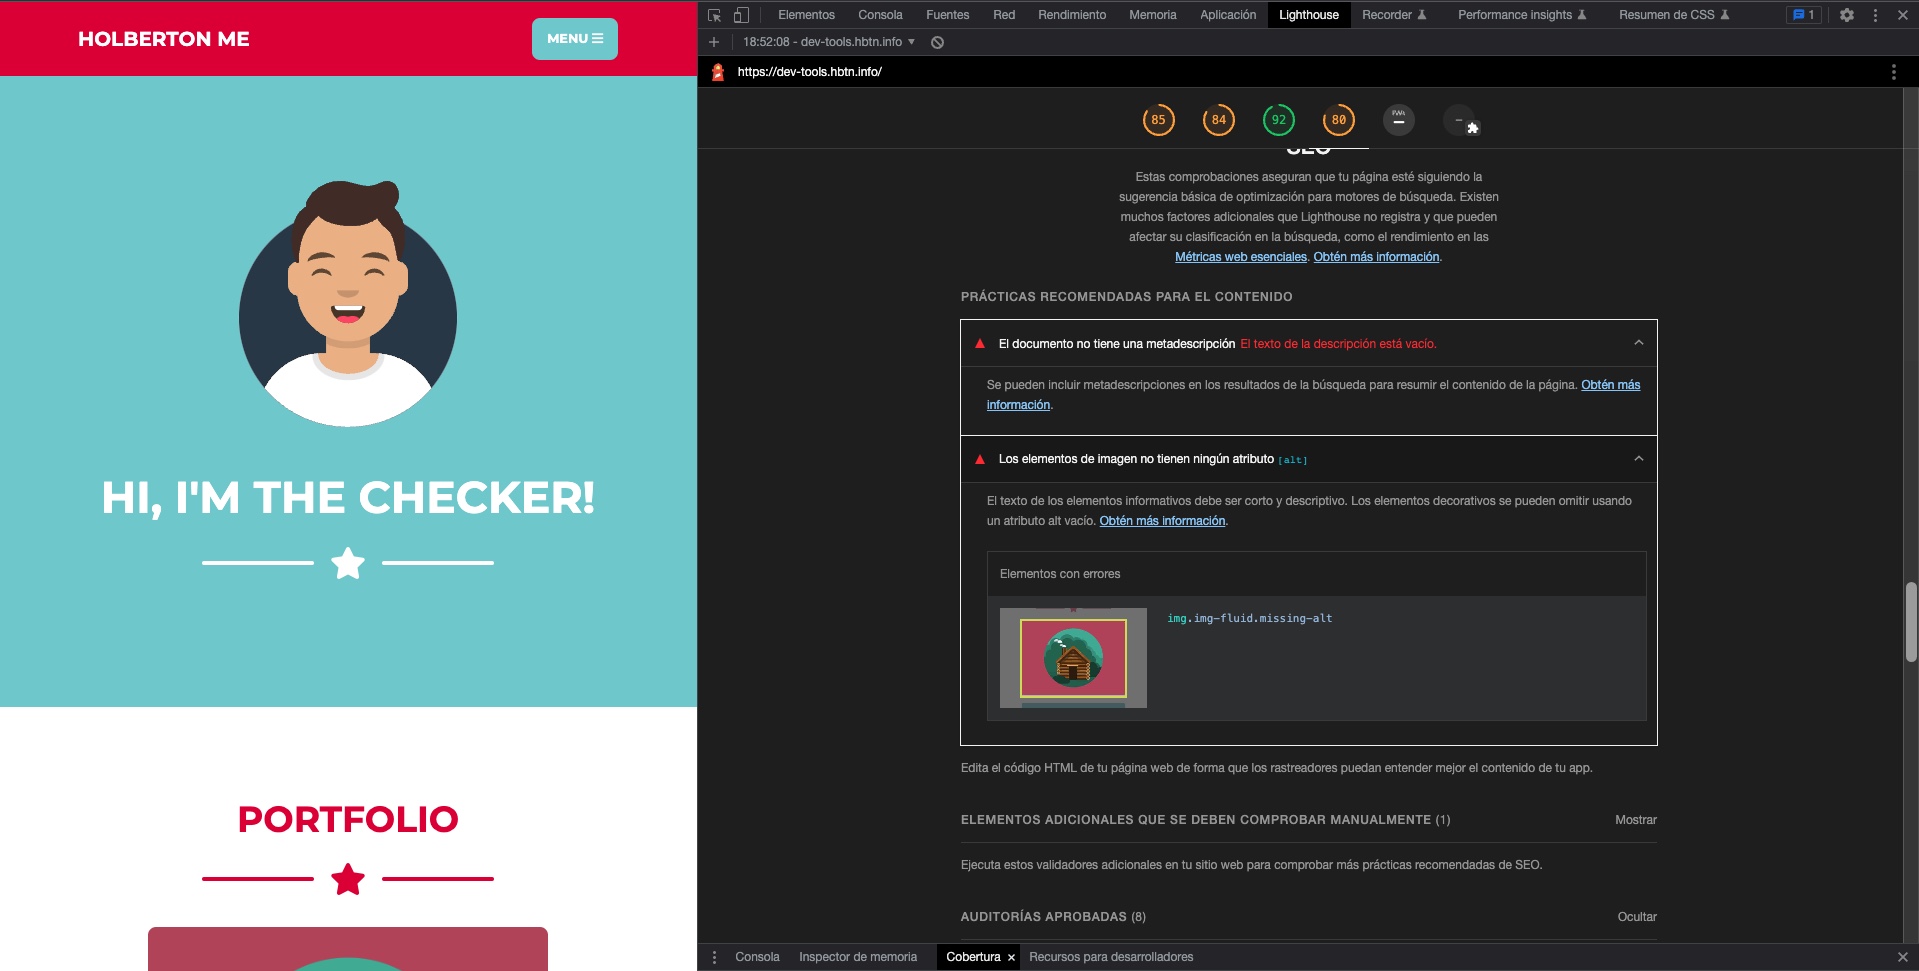 HOLBERTON ME
MENU
HI, I'M THE CHECKER!
PORTFOLIO
Elementos Consola Fuentes Red Rendimiento Memoria Aplicación Lighthouse Recorder Performance insights Resumen de CSS 1
18:52:08 - dev-tools.hbtn.info
https://dev-tools.hbtn.info/
85 84 92 80
SEO
Estas comprobaciones aseguran que tu página esté siguiendo la
sugerencia básica de optimización para motores de búsqueda. Existen
muchos factores adicionales que Lighthouse no registra y que pueden
afectar su clasificación en la búsqueda, como el rendimiento en las
Métricas web esenciales. Obtén más información.
PRÁCTICAS RECOMENDADAS PARA EL CONTENIDO
El documento no tiene una metadescripción El texto de la descripción está vacío.
Se pueden incluir metadescripciones en los resultados de la búsqueda para resumir el contenido de la página. Obtén más
información.
Los elementos de imagen no tienen ningún atributo [alt]
El texto de los elementos informativos debe ser corto y descriptivo. Los elementos decorativos se pueden omitir usando
un atributo alt vacío. Obtén más información.
Elementos con errores
img.img-fluid.missing-alt
Edita el código HTML de tu página web de forma que los rastreadores puedan entender mejor el contenido de tu app.
ELEMENTOS ADICIONALES QUE SE DEBEN COMPROBAR MANUALMENTE (1) Mostrar
Ejecuta estos validadores adicionales en tu sitio web para comprobar más prácticas recomendadas de SEO.
AUDITORÍAS APROBADAS (8) Ocultar
Consola Inspector de memoria Cobertura Recursos para desarrolladores